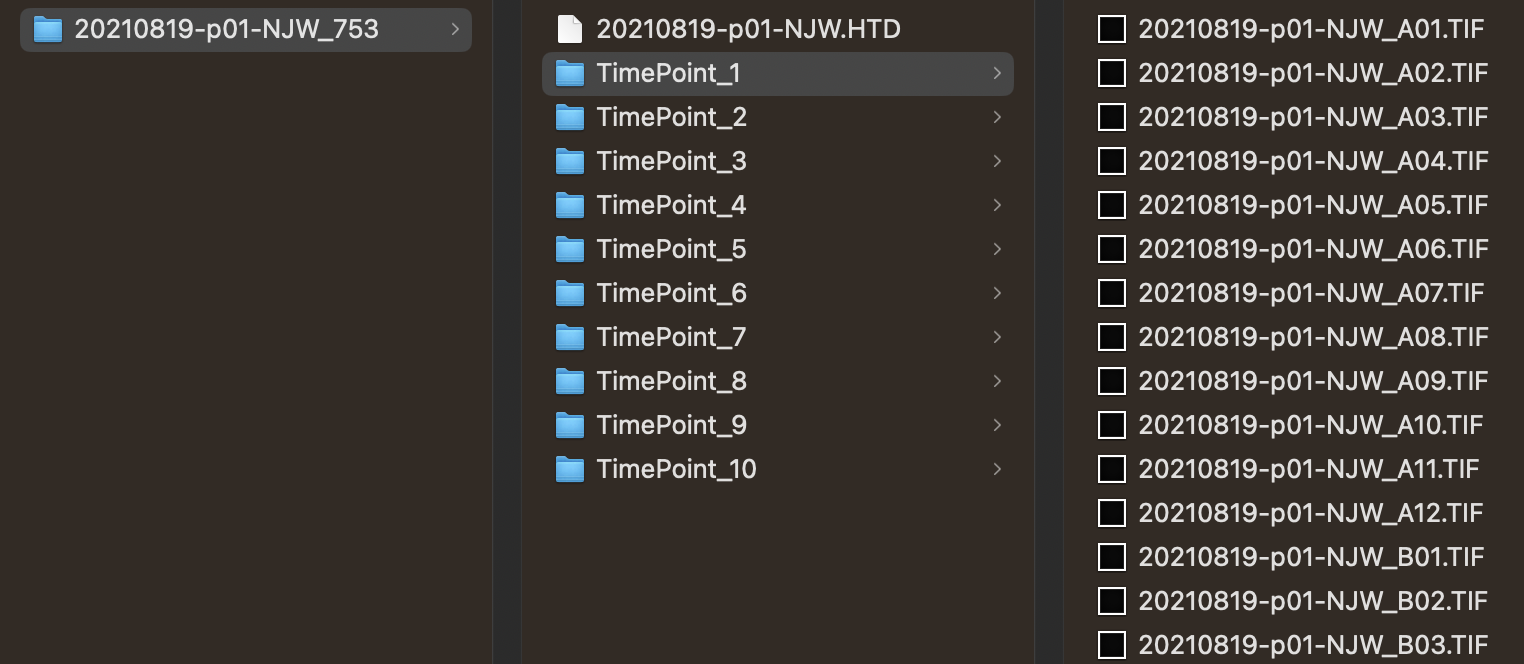 20210819-p01-NJW_753
20210819-p01-NJW.HTD
TimePoint_1
TimePoint_2
TimePoint_3
TimePoint_4
TimePoint_5
TimePoint_6
TimePoint_7
TimePoint_8
TimePoint_9
TimePoint_10
20210819-p01-NJW_A01.TIF
20210819-p01-NJW_A02.TIF
20210819-p01-NJW_A03.TIF
20210819-p01-NJW_A04.TIF
20210819-p01-NJW_A05.TIF
20210819-p01-NJW_A06.TIF
20210819-p01-NJW_A07.TIF
20210819-p01-NJW_A08.TIF
20210819-p01-NJW_A09.TIF
20210819-p01-NJW_A10.TIF
20210819-p01-NJW_A11.TIF
20210819-p01-NJW_A12.TIF
20210819-p01-NJW_B01.TIF
20210819-p01-NJW_B02.TIF
20210819-p01-NJW_B03.TIF